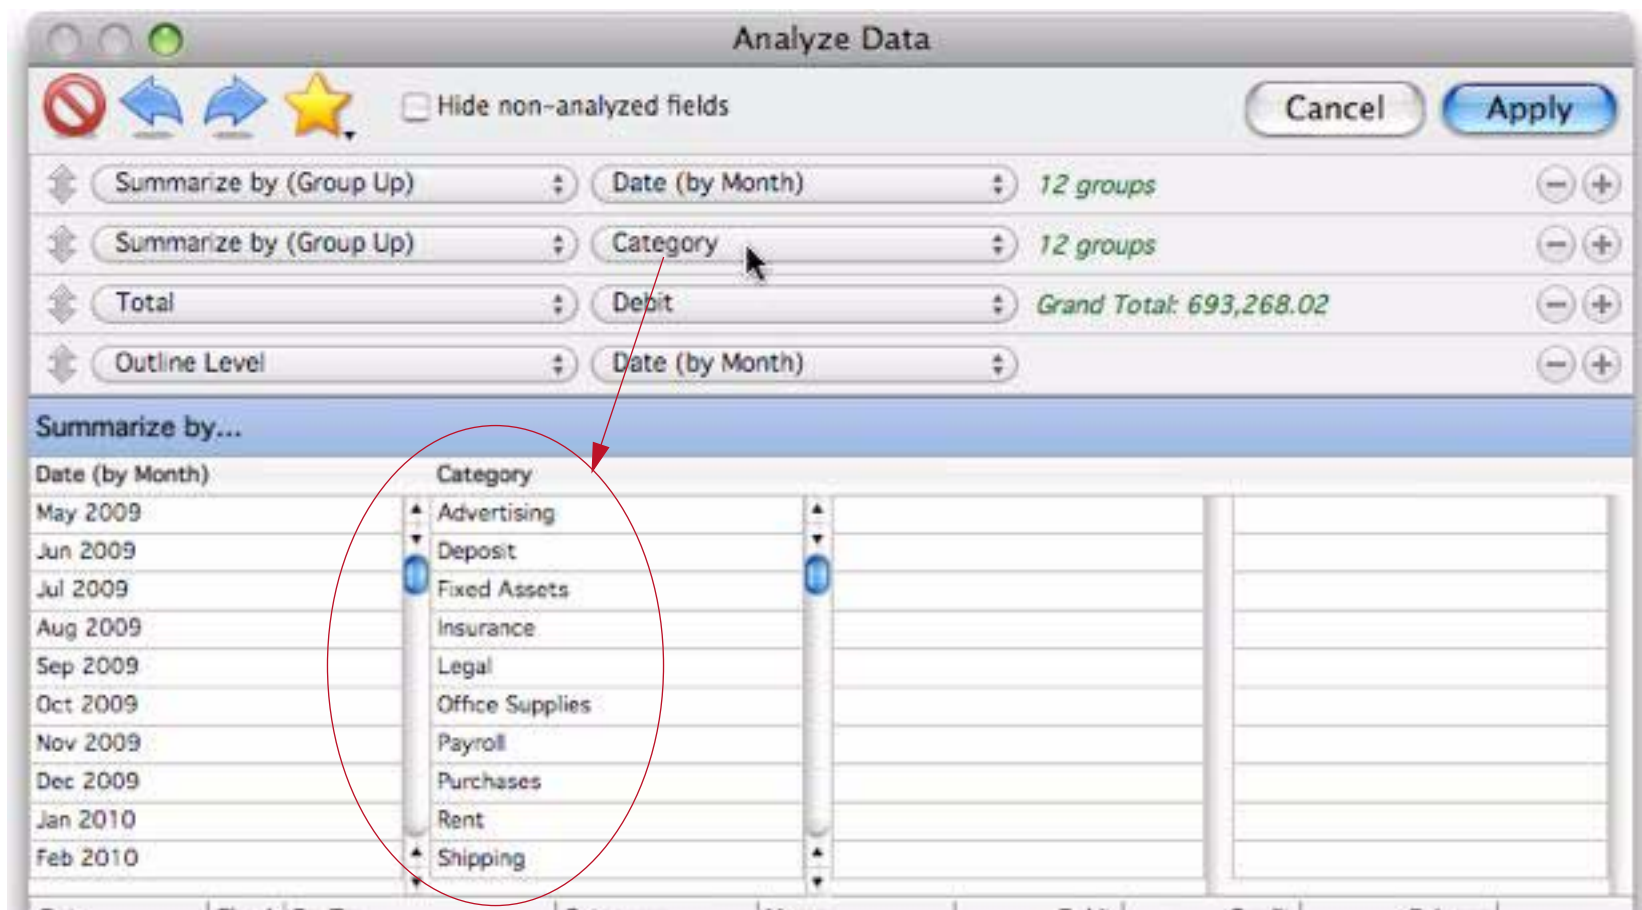 Analyze Data
Hide non-analyzed fields
Cancel
Apply
Summarize by (Group Up) Date (by Month) 12 groups
Summarize by (Group Up) Category 12 groups
Total Debit Grand Total: 693,268.02
Outline Level Date (by Month)
Summarize by...
Date (by Month) Category
May 2009 Advertising
Jun 2009 Deposit
Jul 2009 Fixed Assets
Aug 2009 Insurance
Sep 2009 Legal
Oct 2009 Office Supplies
Nov 2009 Payroll
Dec 2009 Purchases
Jan 2010 Rent
Feb 2010 Shipping